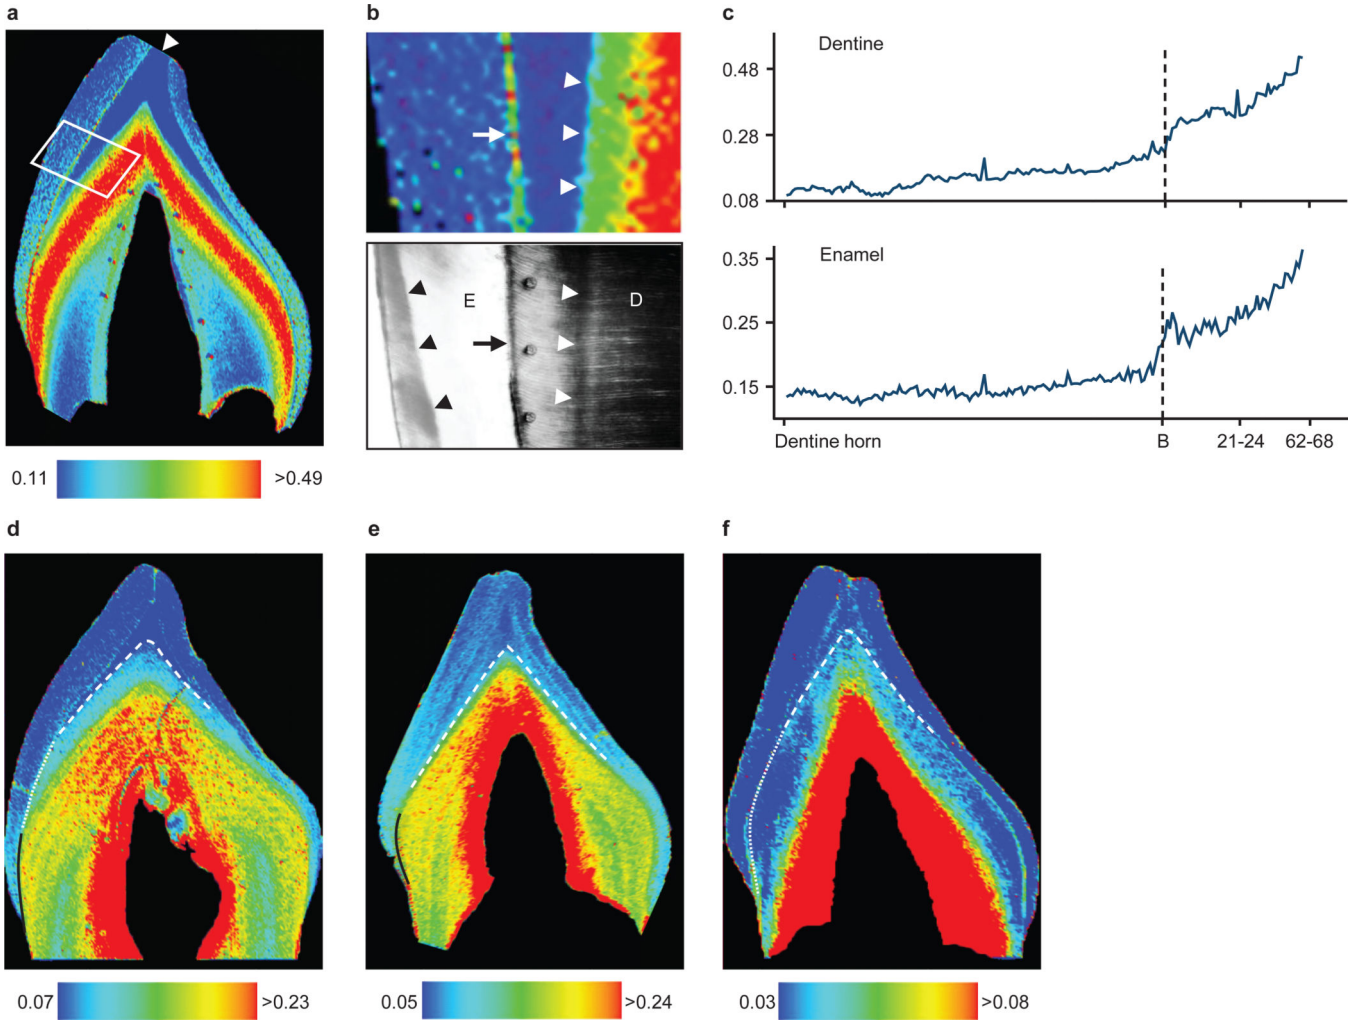 a
b
c
Dentine
0.48
0.28
0.08
E
D
Enamel
0.35
0.25
0.15
Dentine horn
B
21-24
62-68
0.11
>0.49
d
e
f
0.07
>0.23
0.05
>0.24
0.03
>0.08